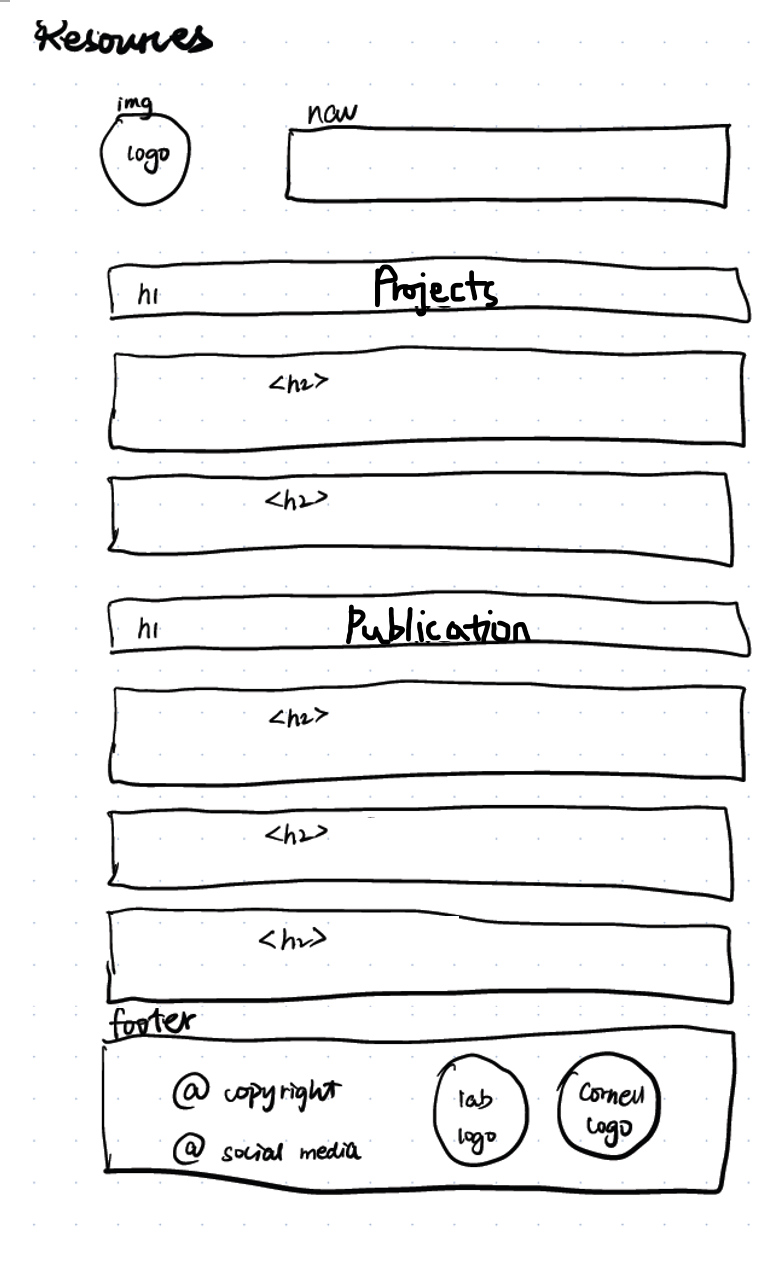 Resources
img
nav
logo
h1 Projects
<h2>
<h2>
h1 Publication
<h2>
<h2>
<h2>
footer
@ copyright
lab logo
Cornell logo
@ social media